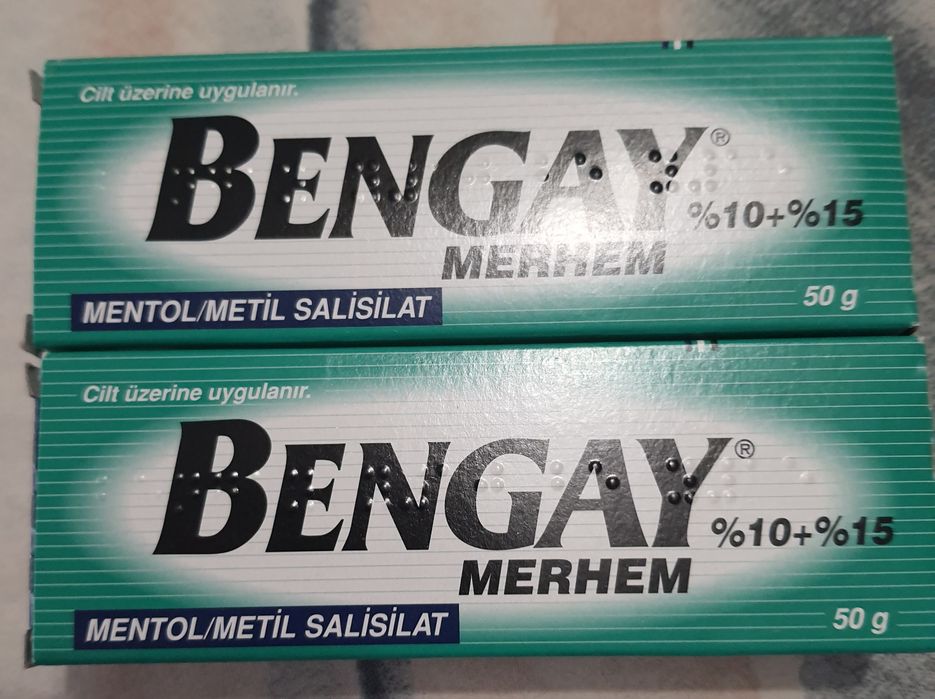 Cilt üzerine uygulanır.
BENGAY®
%10+%15
MERHEM
MENTOL/METİL SALİSİLAT
50 g
Cilt üzerine uygulanır.
BENGAY®
%10+%15
MERHEM
MENTOL/METİL SALİSİLAT
50 g